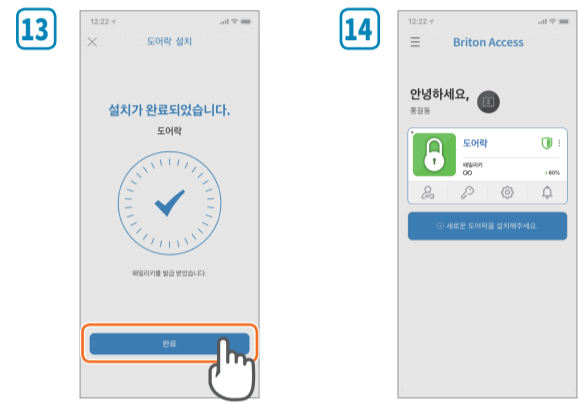 13
12:22
도어락 설치
설치가 완료되었습니다.
도어락
패밀리키를 발급 받았습니다.
완료
14
12:22
Briton Access
안녕하세요,
홍길동
도어락
패밀리키
80%
새로운 도어락을 설치해주세요.